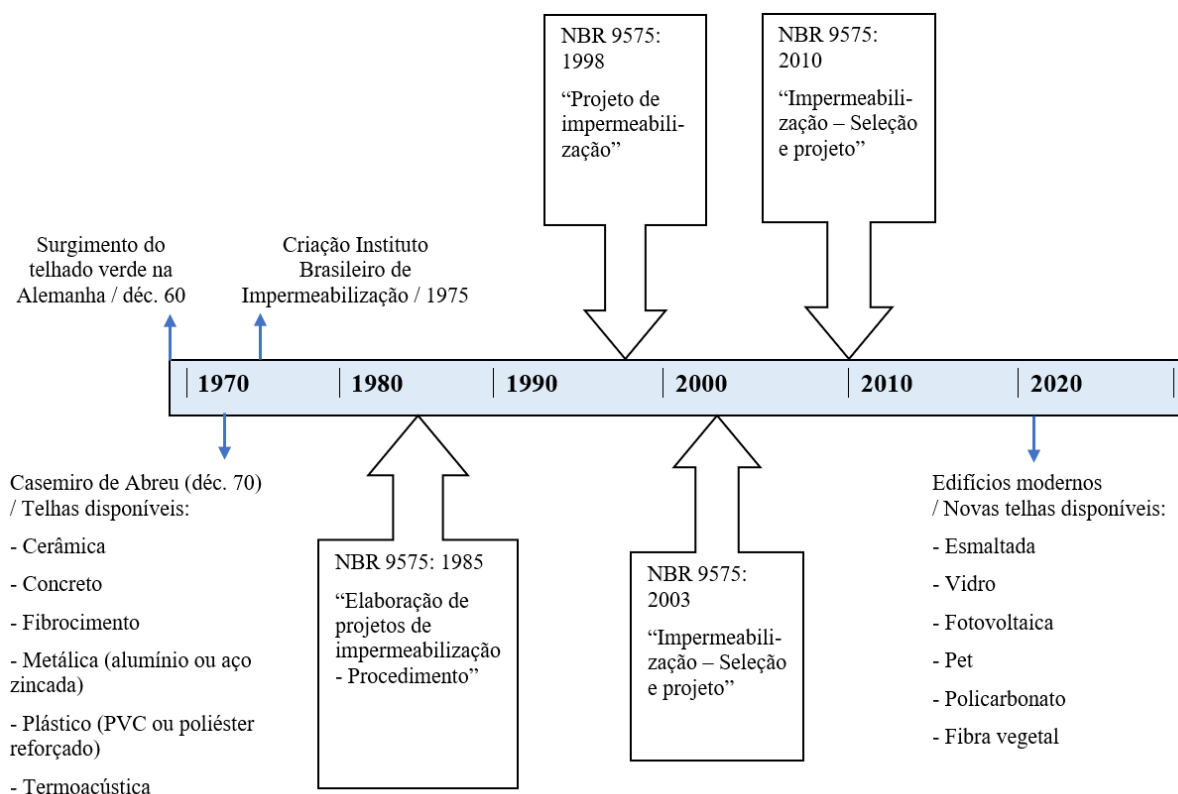 NBR 9575:
1998
“Projeto de
impermeabili-
zação”
NBR 9575:
2010
“Impermeabili-
zação – Seleção
e projeto”
Surgimento do
telhado verde na
Alemanha / déc. 60
Criação Instituto
Brasileiro de
Impermeabilização / 1975
1970
1980
1990
2000
2010
2020
Casemiro de Abreu (déc. 70)
/ Telhas disponíveis:
- Cerâmica
- Concreto
- Fibrocimento
- Metálica (alumínio ou aço
zincada)
- Plástico (PVC ou poliéster
reforçado)
- Termoacústica
NBR 9575: 1985
“Elaboração de
projetos de
impermeabilização
- Procedimento”
NBR 9575:
2003
“Impermeabili-
zação – Seleção
e projeto”
Edifícios modernos
/ Novas telhas disponíveis:
- Esmaltada
- Vidro
- Fotovoltaica
- Pet
- Policarbonato
- Fibra vegetal